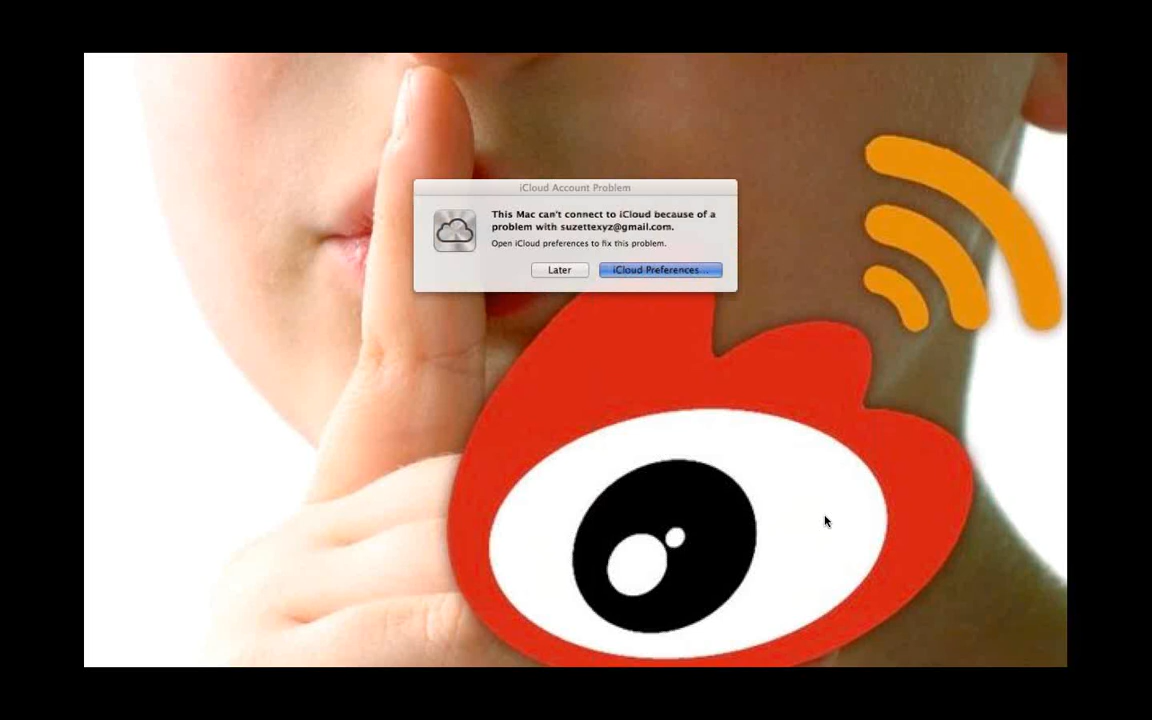 iCloud Account Problem
This Mac can't connect to iCloud because of a
problem with suzettexyz@gmail.com.
Open iCloud preferences to fix this problem.
Later
iCloud Preferences...